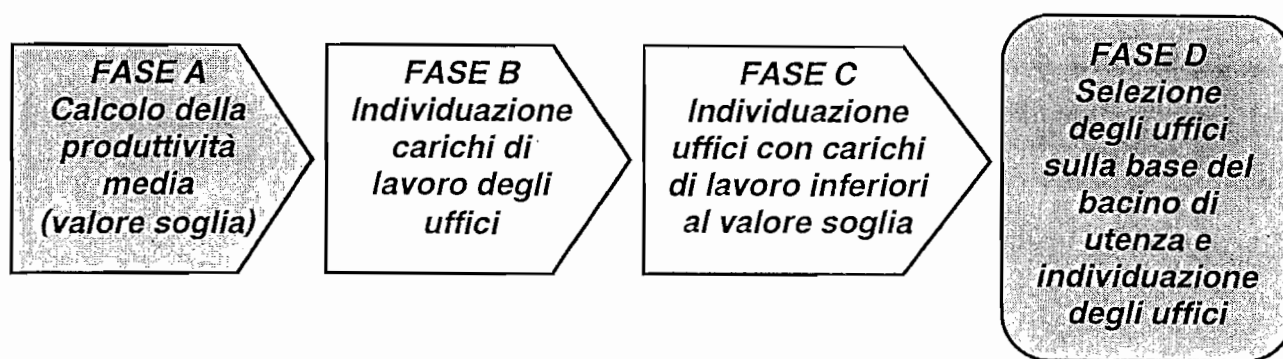 FASE A
Calcolo della
produttività
media
(valore soglia)
FASE B
Individuazione
carichi di
lavoro degli
uffici
FASE C
Individuazione
uffici con carichi
di lavoro inferiori
al valore soglia
FASE D
Selezione
degli uffici
sulla base del
bacino di
utenza e
individuazione
degli uffici